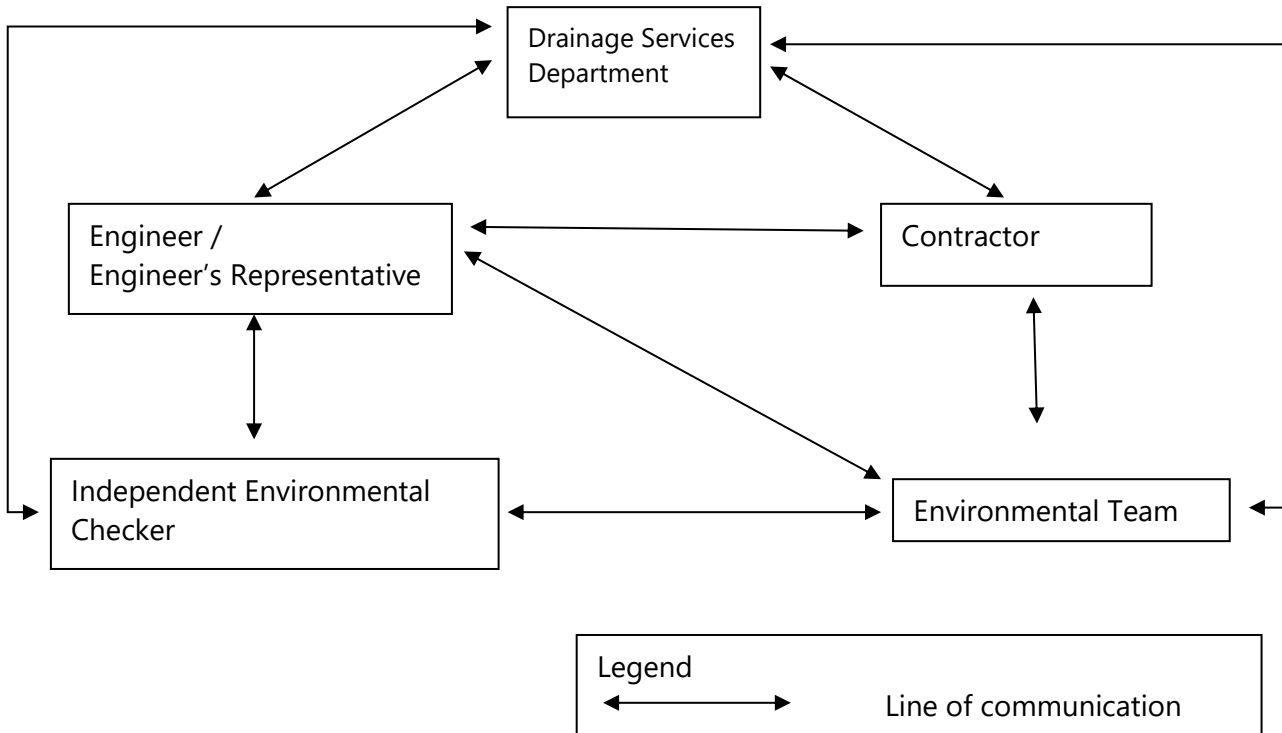 Drainage Services
Department
Engineer /
Engineer’s Representative
Contractor
Independent Environmental
Checker
Environmental Team
Legend
Line of communication